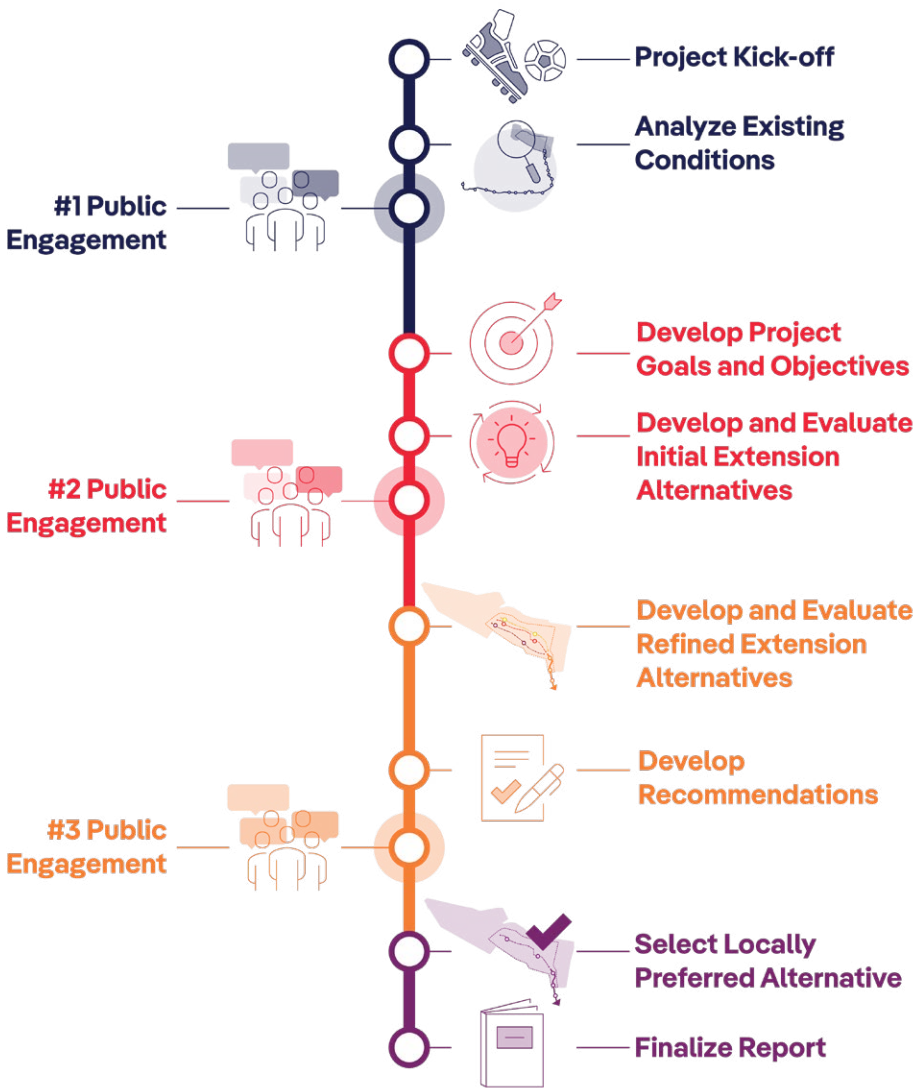 Project Kick-off
Analyze Existing
Conditions
#1 Public
Engagement
Develop Project
Goals and Objectives
Develop and Evaluate
Initial Extension
Alternatives
#2 Public
Engagement
Develop and Evaluate
Refined Extension
Alternatives
Develop
Recommendations
#3 Public
Engagement
Select Locally
Preferred Alternative
Finalize Report